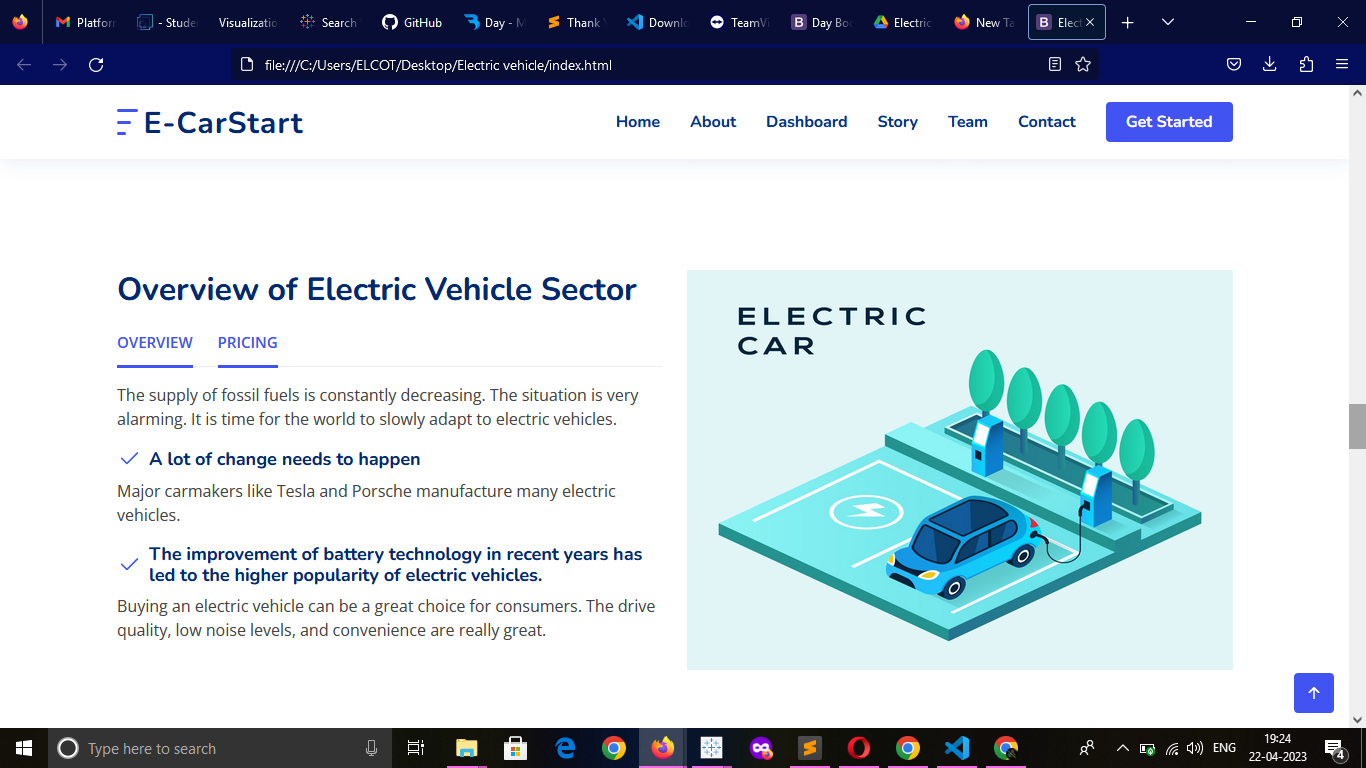 Platforn
- Studen
Visualizatio
Search
GitHub
Day - M
Thank Y
Downlo
TeamVi
Day Boo
Electric
New Ta
Elect
file:///C:/Users/ELCOT/Desktop/Electric vehicle/index.html
E-CarStart
Home
About
Dashboard
Story
Team
Contact
Get Started
Overview of Electric Vehicle Sector
OVERVIEW
PRICING
The supply of fossil fuels is constantly decreasing. The situation is very
alarming. It is time for the world to slowly adapt to electric vehicles.
A lot of change needs to happen
Major carmakers like Tesla and Porsche manufacture many electric
vehicles.
The improvement of battery technology in recent years has
led to the higher popularity of electric vehicles.
Buying an electric vehicle can be a great choice for consumers. The drive
quality, low noise levels, and convenience are really great.
ELECTRIC
CAR
Type here to search
ENG
19:24
22-04-2023
4